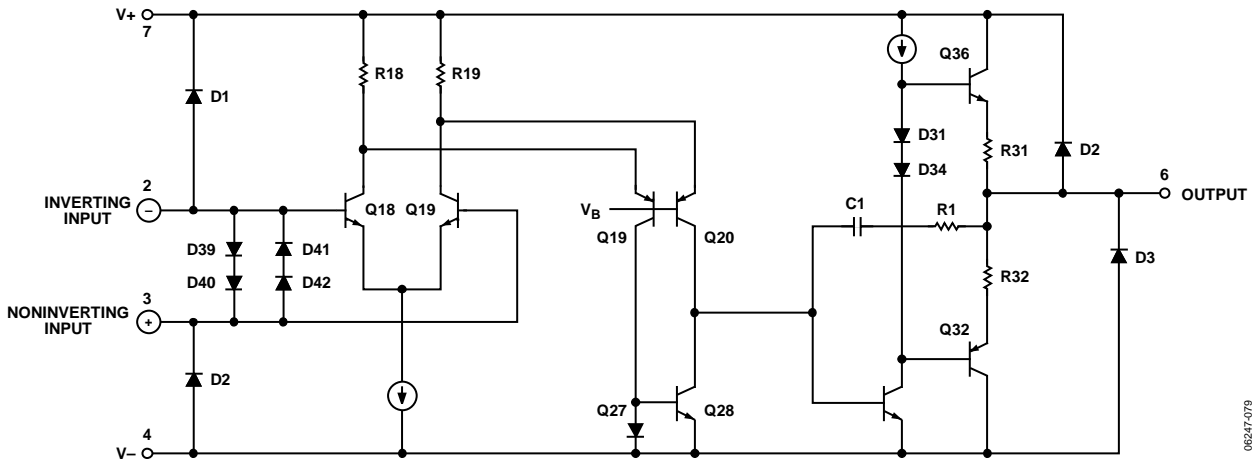 V+
7
Q36
R18
R19
D1
D31
R31
D2
D34
2
6
INVERTING
INPUT
−
OUTPUT
Q18
Q19
VB
C1
R1
D39
D41
Q19
Q20
D3
D40
D42
R32
3
NONINVERTING
INPUT
+
Q32
D2
Q27
Q28
4
V−
06247-079